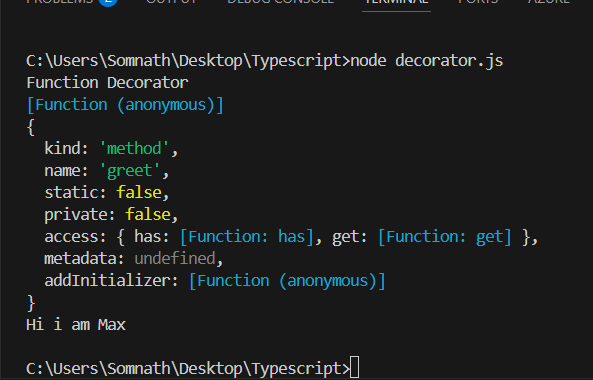 PROBLEMS 2 OUTPUT DEBUG CONSOLE TERMINAL PORTS AZURE
C:\Users\Somnath\Desktop\Typescript>node decorator.js
Function Decorator
[Function (anonymous)]
{
  kind: 'method',
  name: 'greet',
  static: false,
  private: false,
  access: { has: [Function: has], get: [Function: get] },
  metadata: undefined,
  addInitializer: [Function (anonymous)]
}
Hi i am Max
C:\Users\Somnath\Desktop\Typescript>